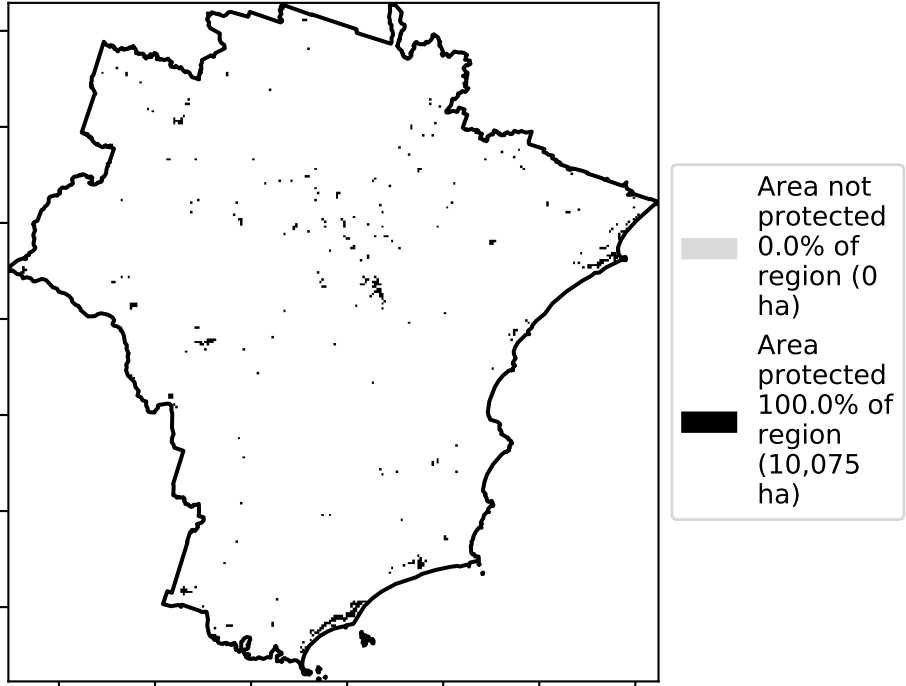 Area not
protected
0.0% of
region (0
ha)
Area
protected
100.0% of
region
(10,075
ha)